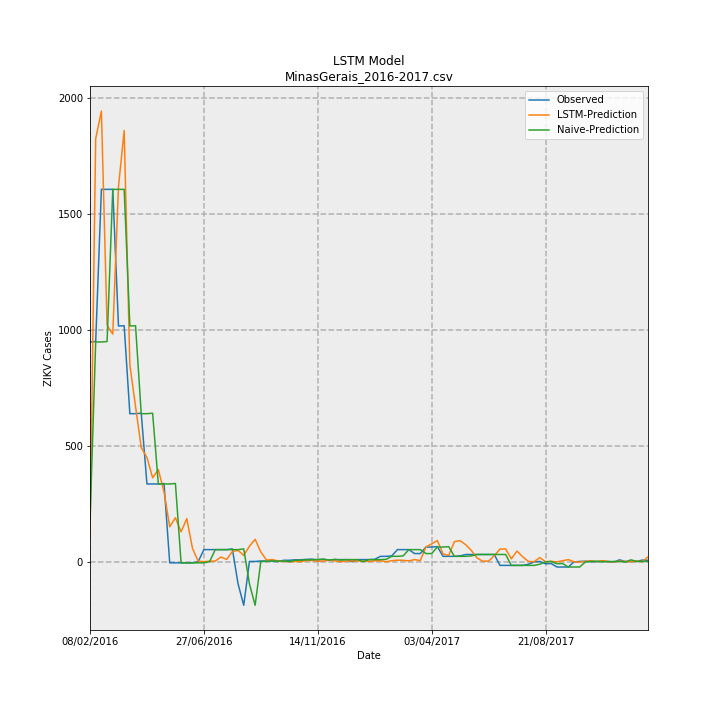 LSTM Model
MinasGerais_2016-2017.csv
Observed
LSTM-Prediction
Naive-Prediction
2000
1500
1000
500
0
ZIKV Cases
08/02/2016
27/06/2016
14/11/2016
03/04/2017
21/08/2017
Date